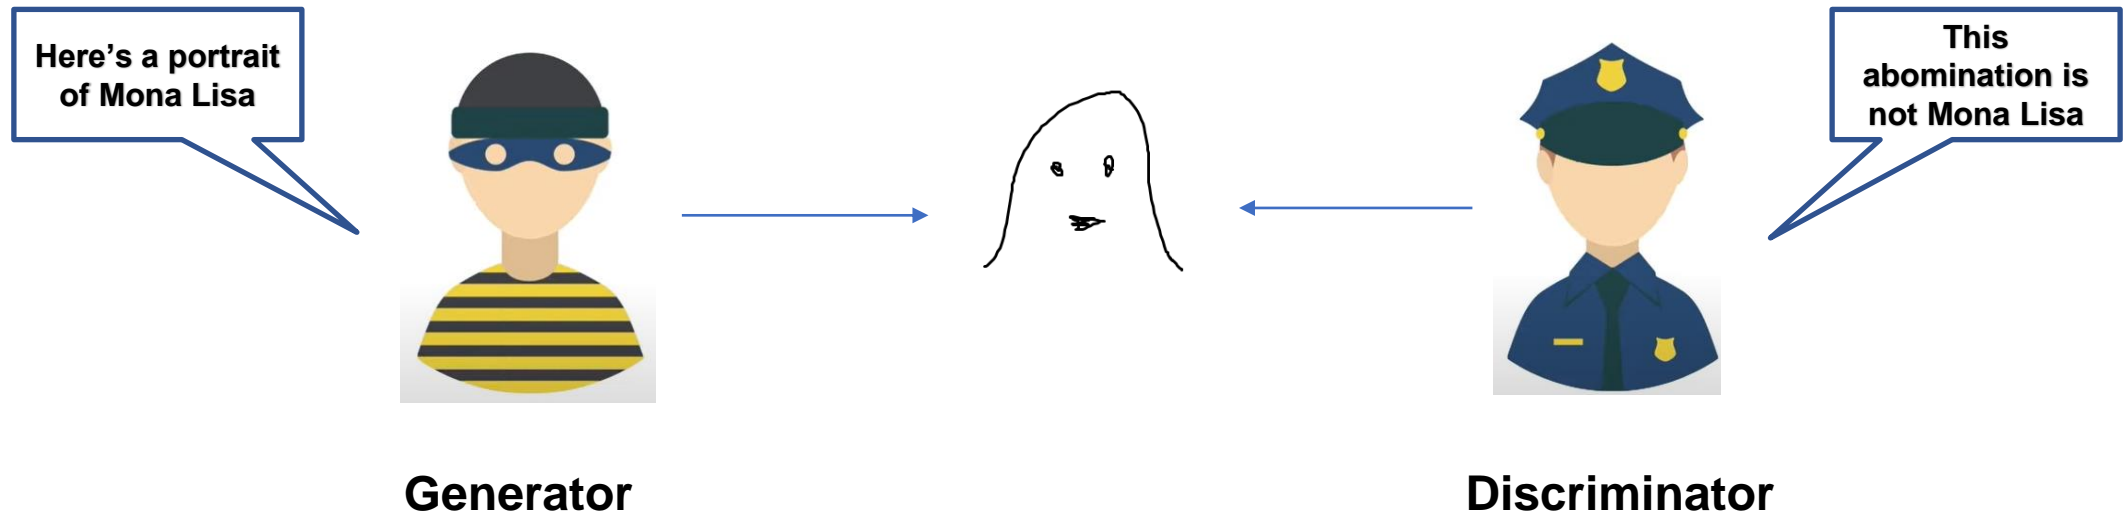 Here’s a portrait
of Mona Lisa
This
abomination is
not Mona Lisa
Generator
Discriminator